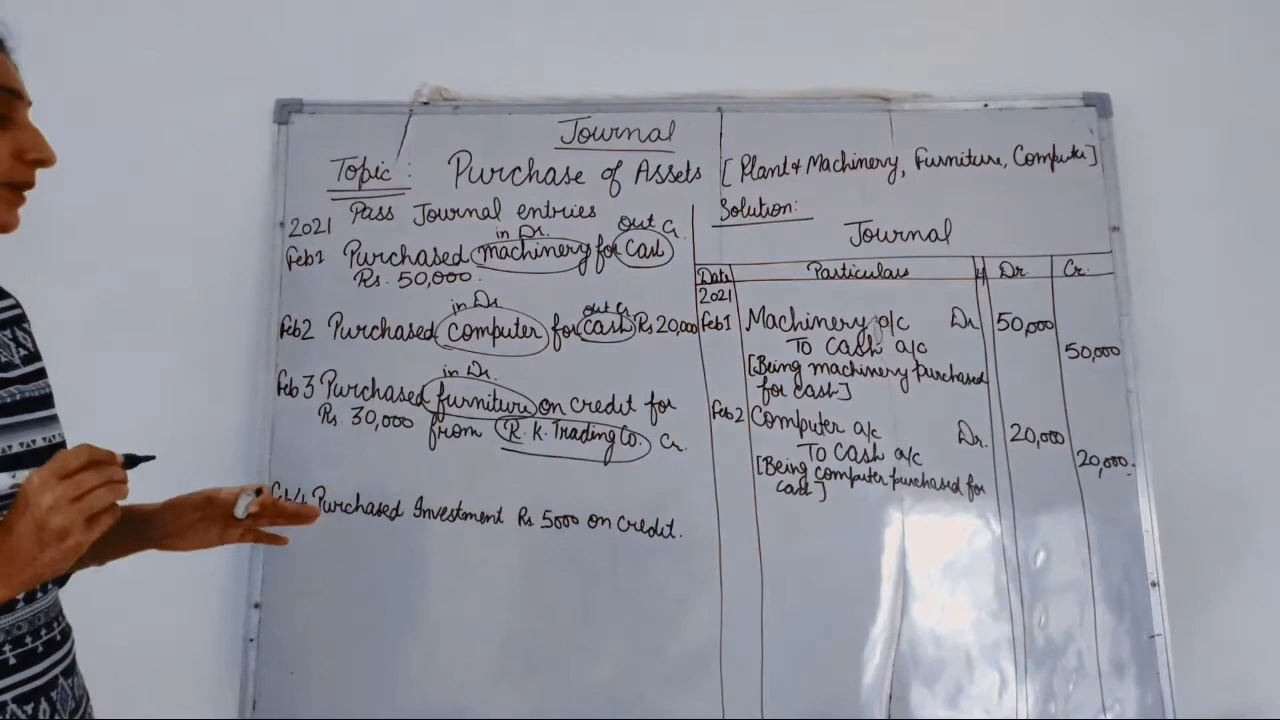 Journal
Topic: Purchase of Assets [Plant & Machinery, Furniture, Computer]
2021 Pass Journal entries
in Dr. out Cr.
Feb1 Purchased machinery for Cash
Rs. 50,000.
in Dr. out Cr
Feb2 Purchased computer for cash Rs 20,000
in Dr.
Feb 3 Purchased furniture on credit for
Rs. 30,000 from R. K. Trading Co. Cr.
Purchased Investment Rs 5000 on credit.
Solution:
Journal
Date Particulars Dr. Cr.
2021
Feb1 Machinery a/c Dr 50,000
To Cash a/c 50,000
[Being machinery purchased
for cash]
Feb2 Computer a/c Dr. 20,000
To Cash a/c 20,000.
[Being computer purchased for
cash]